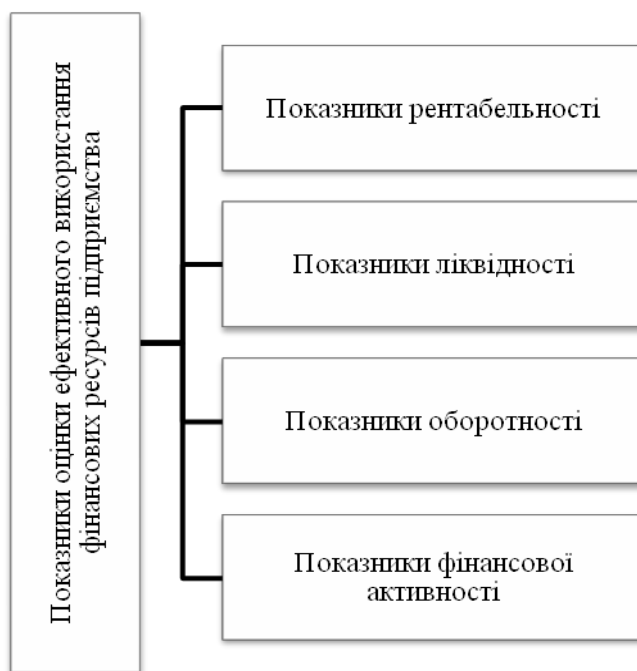 Показники оцінки ефективного використання
фінансових ресурсів підприємства
Показники рентабельності
Показники ліквідності
Показники оборотності
Показники фінансової
активності